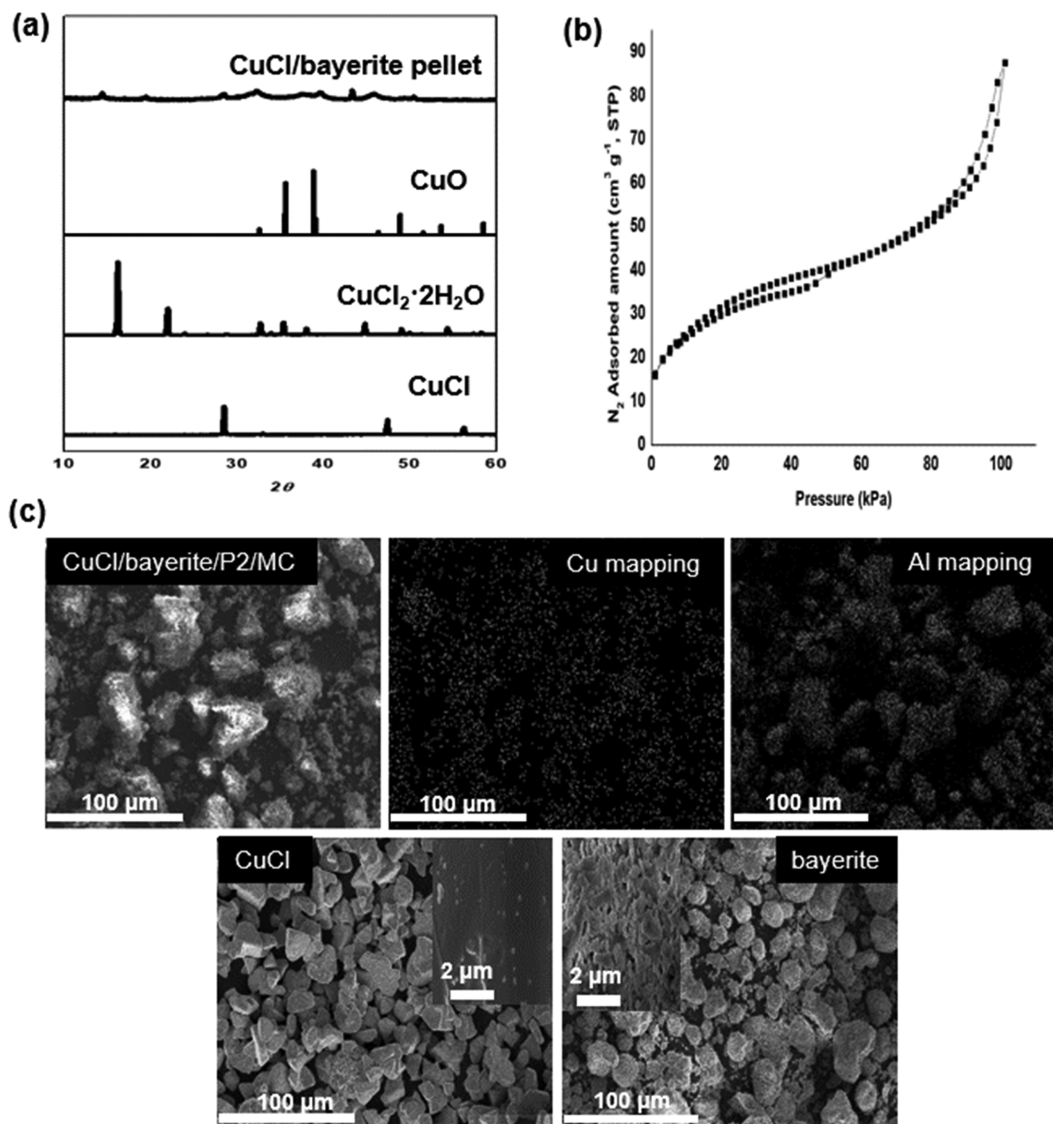 (a)
CuCl/bayerite pellet
CuO
CuCl₂·2H₂O
CuCl
10 20 30 40 50 60
2θ
(b)
N₂ Adsorbed amount (cm³ g⁻¹, STP)
90
80
70
60
50
40
30
20
10
0
0 20 40 60 80 100
Pressure (kPa)
(c)
CuCl/bayerite/P2/MC
100 µm
Cu mapping
100 µm
Al mapping
100 µm
CuCl
2 µm
100 µm
bayerite
2 µm
100 µm